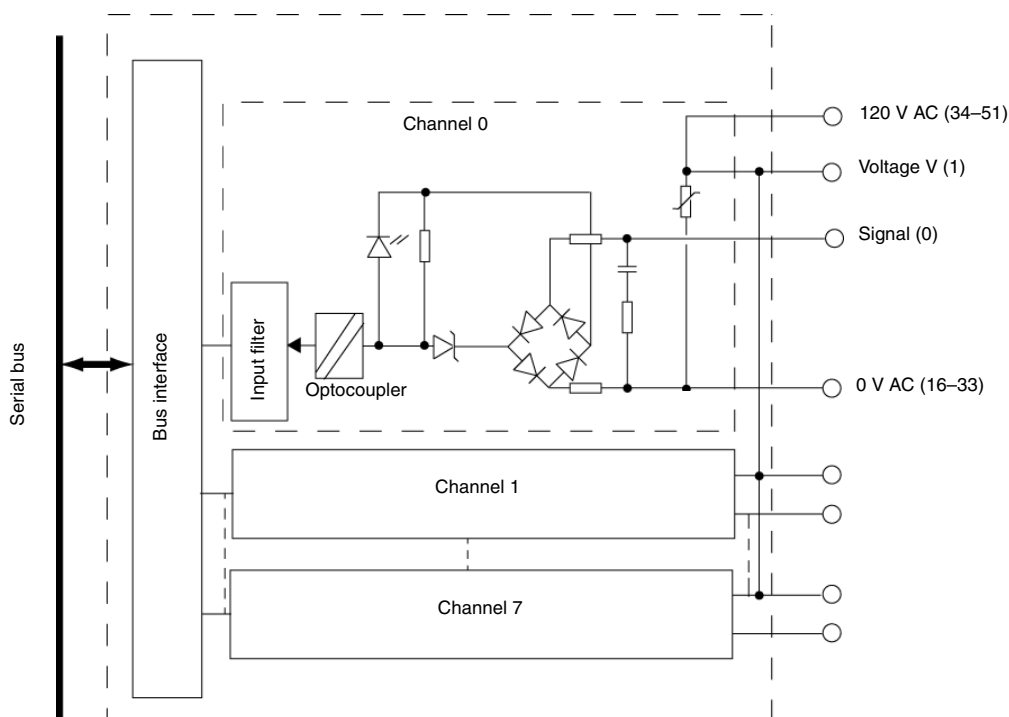 Channel 0
120 V AC (34–51)
Voltage V (1)
Signal (0)
Serial bus
Bus interface
Input filter
Optocoupler
0 V AC (16–33)
Channel 1
Channel 7